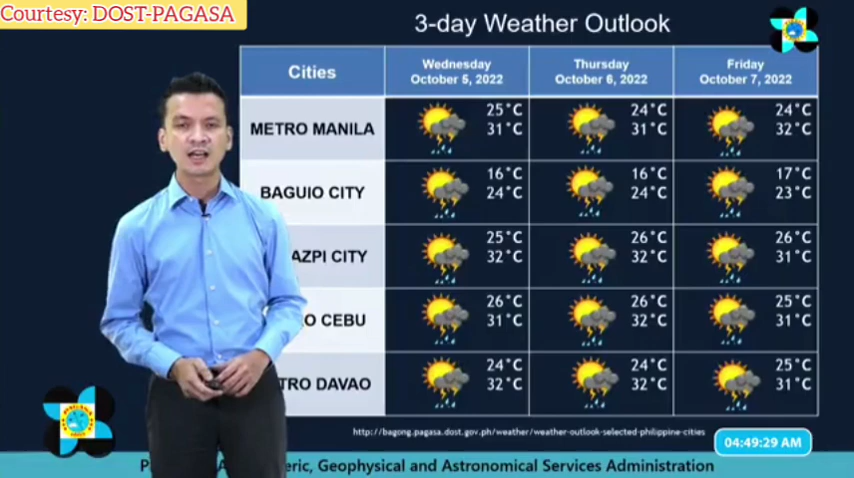 Courtesy: DOST-PAGASA
3-day Weather Outlook
Cities
Wednesday
October 5, 2022
Thursday
October 6, 2022
Friday
October 7, 2022
METRO MANILA
25°C
31°C
24°C
31°C
24°C
32°C
BAGUIO CITY
16°C
24°C
16°C
24°C
17°C
23°C
AZPI CITY
25°C
32°C
26°C
32°C
26°C
31°C
O CEBU
26°C
31°C
26°C
32°C
25°C
31°C
TRO DAVAO
24°C
32°C
24°C
32°C
25°C
31°C
http://bagong.pagasa.dost.gov.ph/weather/weather-outlook-selected-philippine-cities
04:49:29 AM
eric, Geophysical and Astronomical Services Administration